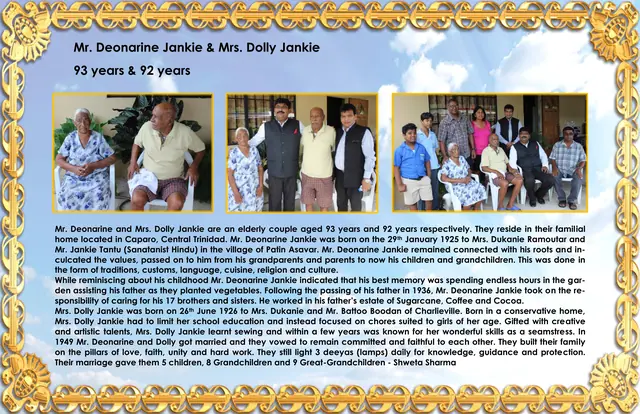 Mr. Deonarine Jankie & Mrs. Dolly Jankie
93 years & 92 years
Mr. Deonarine and Mrs. Dolly Jankie are an elderly couple aged 93 years and 92 years respectively. They reside in their familial
home located in Caparo, Central Trinidad. Mr. Deonarine Jankie was born on the 29th January 1925 to Mrs. Dukanie Ramoutar and
Mr. Jankie Tantu (Sanatanist Hindu) in the village of Patin Asavar. Mr. Deonarine Jankie remained connected with his roots and in-
culcated the values, passed on to him from his grandparents and parents to now his children and grandchildren. This was done in
the form of traditions, customs, language, cuisine, religion and culture.
While reminiscing about his childhood Mr. Deonarine Jankie indicated that his best memory was spending endless hours in the gar-
den assisting his father as they planted vegetables. Following the passing of his father in 1936, Mr. Deonarine Jankie took on the re-
sponsibility of caring for his 17 brothers and sisters. He worked in his father's estate of Sugarcane, Coffee and Cocoa.
Mrs. Dolly Jankie was born on 26th June 1926 to Mrs. Dukanie and Mr. Battoo Boodan of Charlieville. Born in a conservative home,
Mrs. Dolly Jankie had to limit her school education and instead focused on chores suited to girls of her age. Gifted with creative
and artistic talents, Mrs. Dolly Jankie learnt sewing and within a few years was known for her wonderful skills as a seamstress. In
1949 Mr. Deonarine and Dolly got married and they vowed to remain committed and faithful to each other. They built their family
on the pillars of love, faith, unity and hard work. They still light 3 deeyas (lamps) daily for knowledge, guidance and protection.
Their marriage gave them 5 children, 8 Grandchildren and 9 Great-Grandchildren - Shweta Sharma